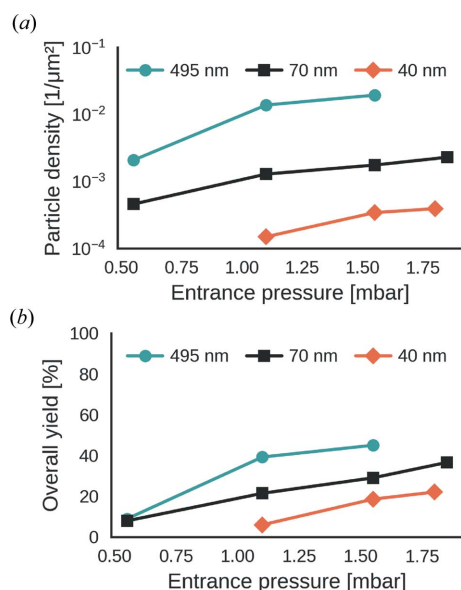 (a)
Particle density [1/μm²]
10⁻¹
10⁻²
10⁻³
10⁻⁴
495 nm 70 nm 40 nm
0.50 0.75 1.00 1.25 1.50 1.75
Entrance pressure [mbar]
(b)
Overall yield [%]
100
80
60
40
20
0
495 nm 70 nm 40 nm
0.50 0.75 1.00 1.25 1.50 1.75
Entrance pressure [mbar]